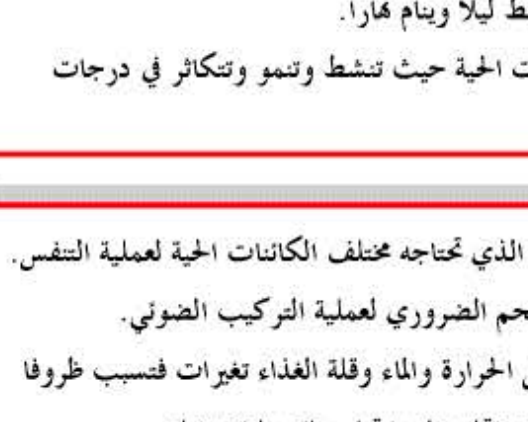 ليلا وينام نهارا.
الحية حيث تنشط وتنمو وتتكاثر في درجات
الذي تحتاجه مختلف الكائنات الحية لعملية التنفس.
الضروري لعملية التركيب الضوئي.
الحرارة والماء وقلة الغذاء تغيرات فتسبب ظروفا